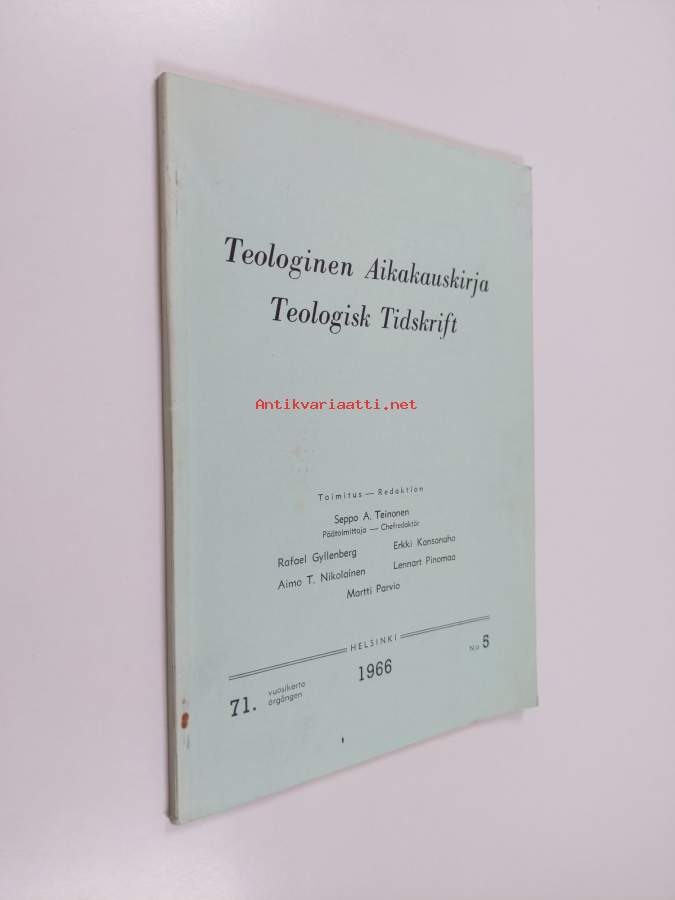 Teologinen Aikakauskirja
Teologisk Tidskrift
Antikvariaatti.net
Toimitus — Redaktion
Seppo A. Teinonen
Päätoimittaja — Chefredaktör
Rafael Gyllenberg Erkki Kansanaho
Aimo T. Nikolainen Lennart Pinomaa
Martti Parvio
HELSINKI
71. vuosikerta årgången 1966 N:o 5